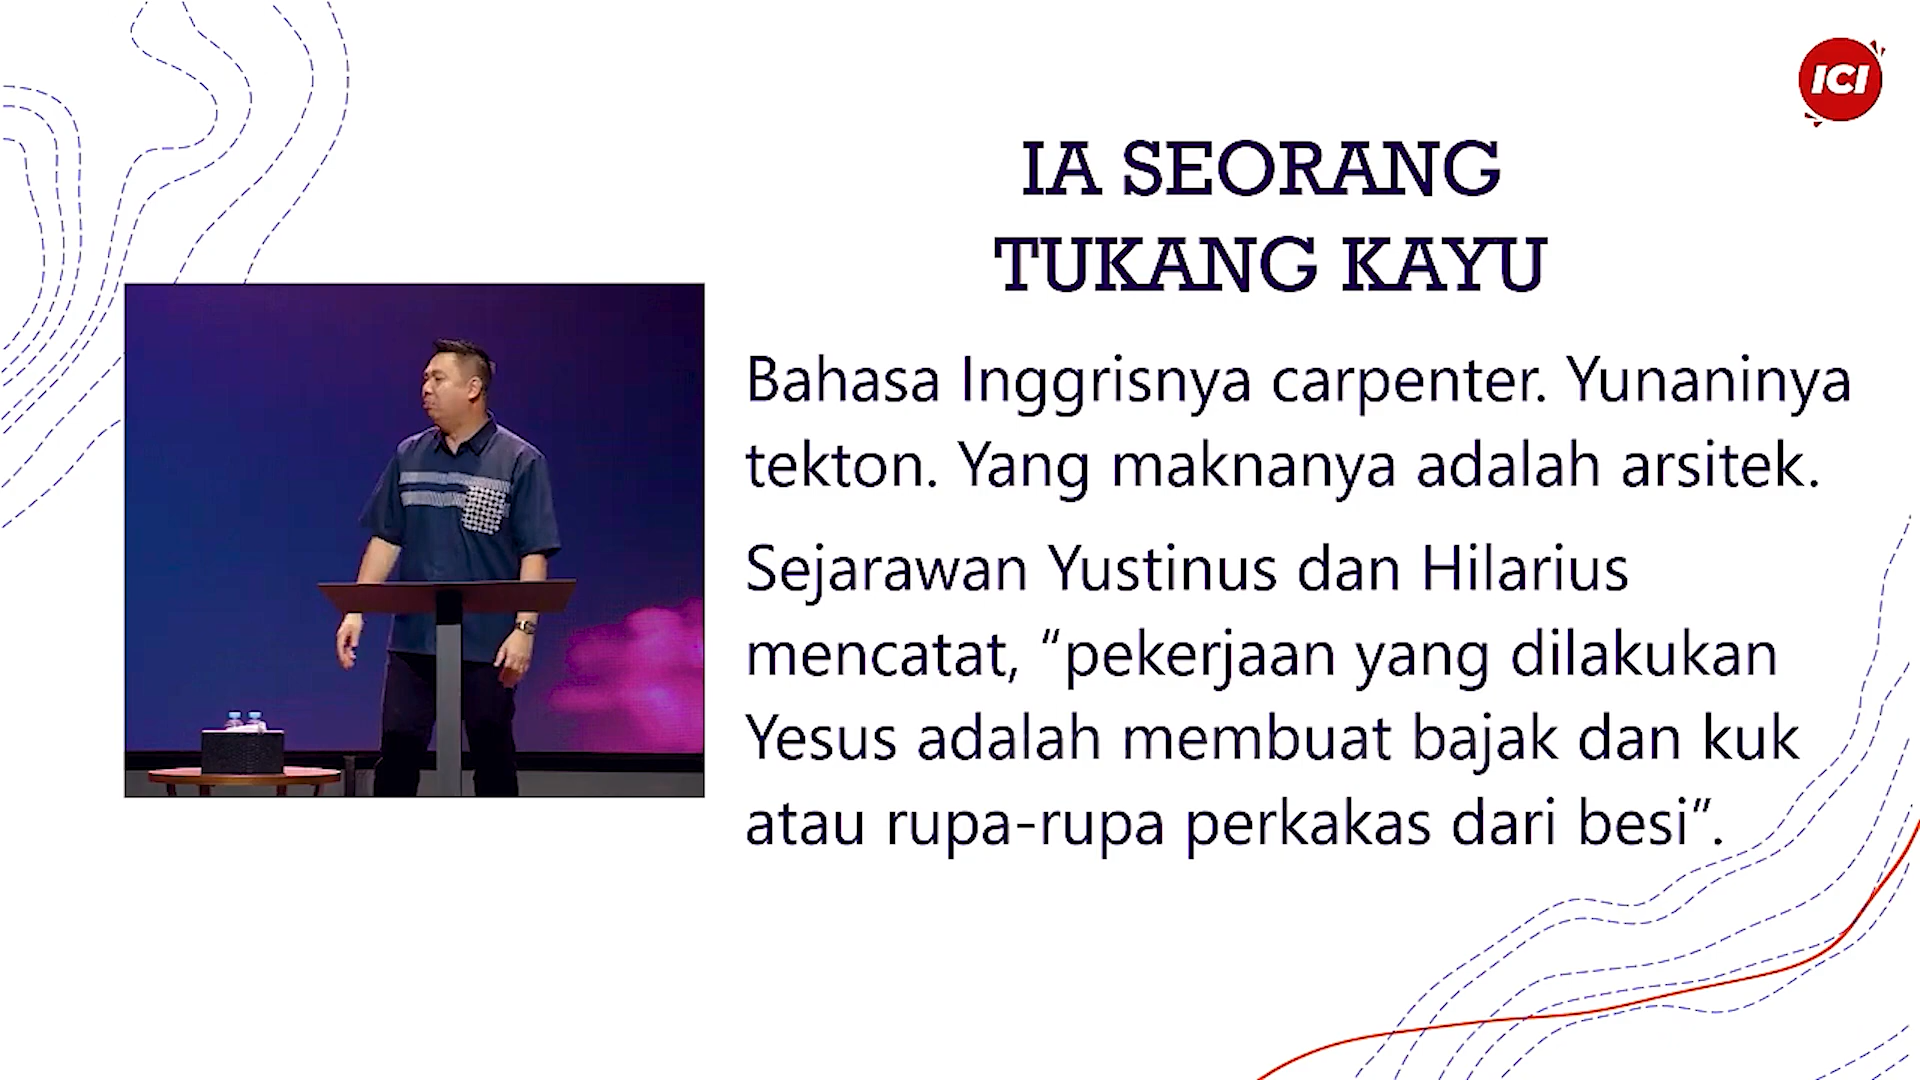 ICI
IA SEORANG
TUKANG KAYU
Bahasa Inggrisnya carpenter. Yunaninya
tekton. Yang maknanya adalah arsitek.
Sejarawan Yustinus dan Hilarius
mencatat, “pekerjaan yang dilakukan
Yesus adalah membuat bajak dan kuk
atau rupa-rupa perkakas dari besi”.